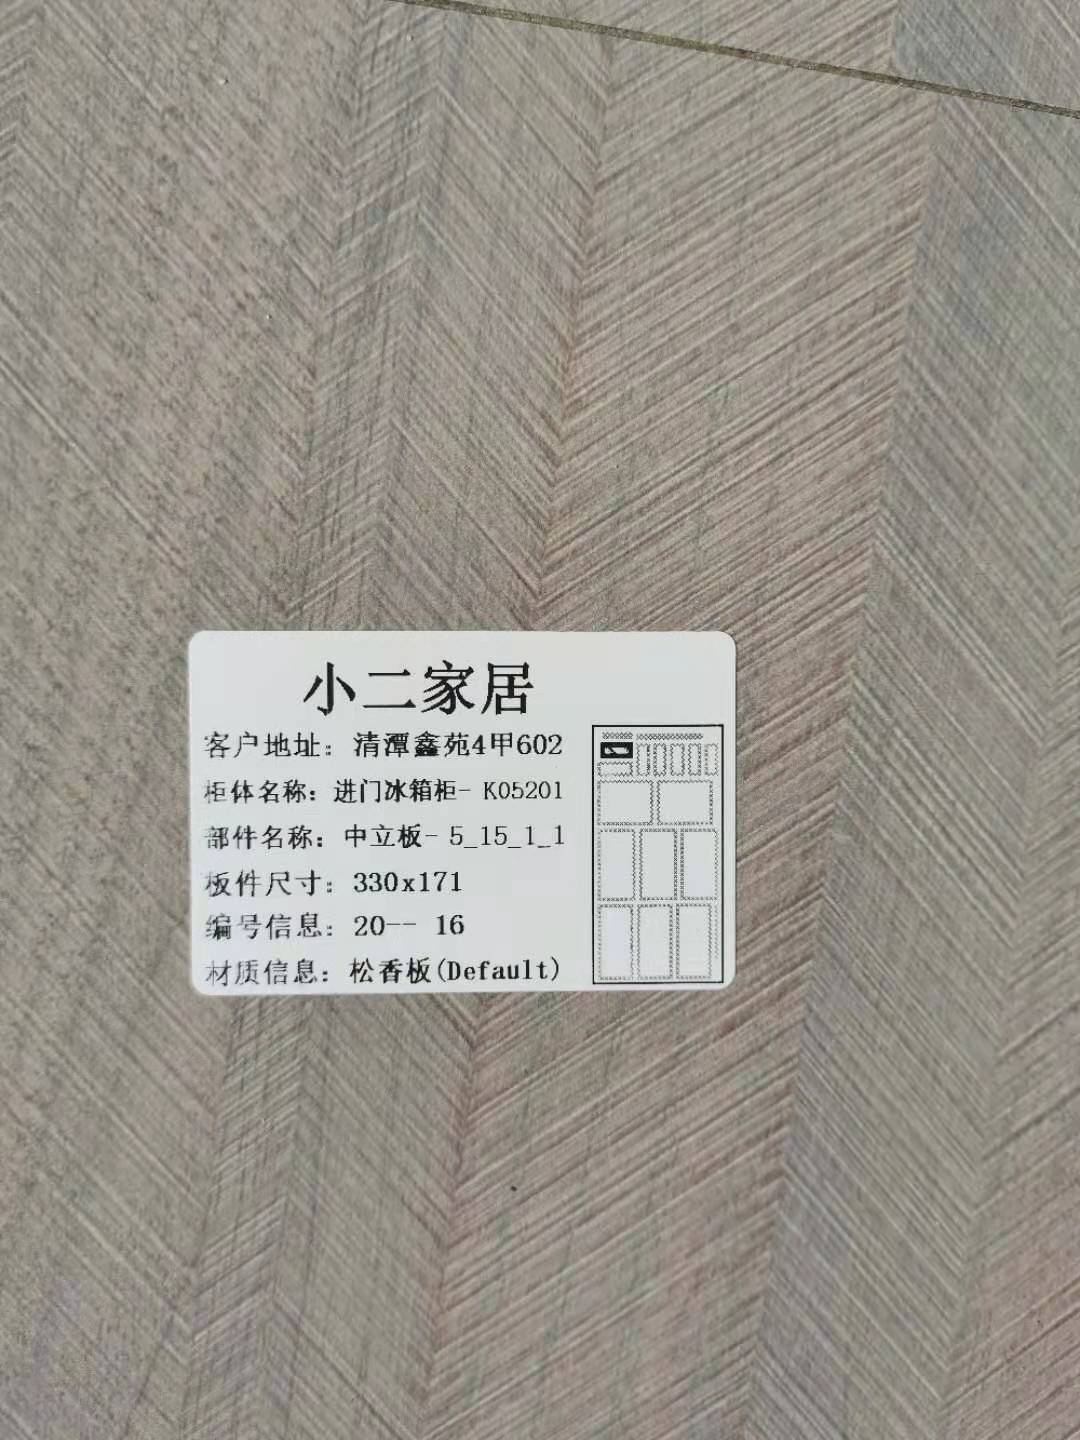 小二家居
客户地址：清潭鑫苑4甲602
柜体名称：进门冰箱柜- K05201
部件名称：中立板- 5_15_1_1
板件尺寸：330x171
编号信息：20-- 16
材质信息：松香板(Default)